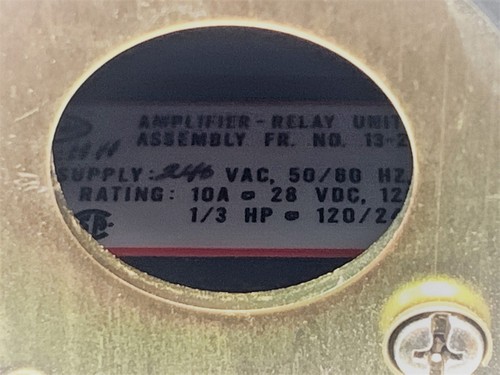 AMPLIFIER - RELAY UNIT
ASSEMBLY FR. NO. 13-2
SUPPLY: 240 VAC, 50/60 HZ
RATING: 10A @ 28 VDC, 12
1/3 HP @ 120/24